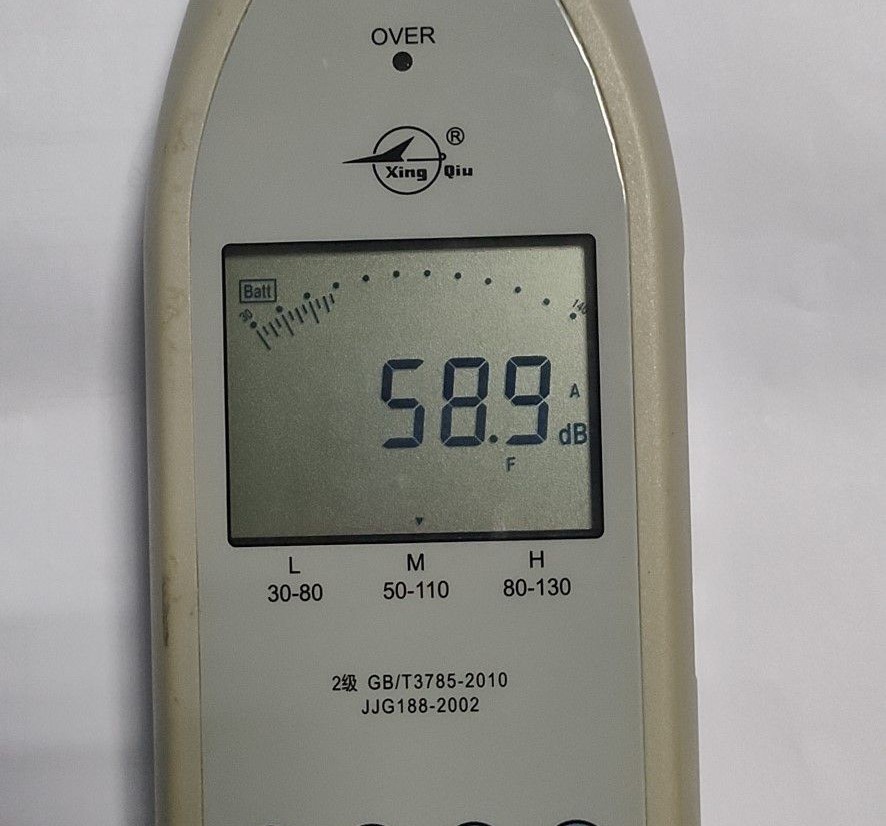 OVER
®
Xing Qiu
Batt
30
140
58.9
A
dB
F
L M H
30-80 50-110 80-130
2级 GB/T3785-2010
JJG188-2002